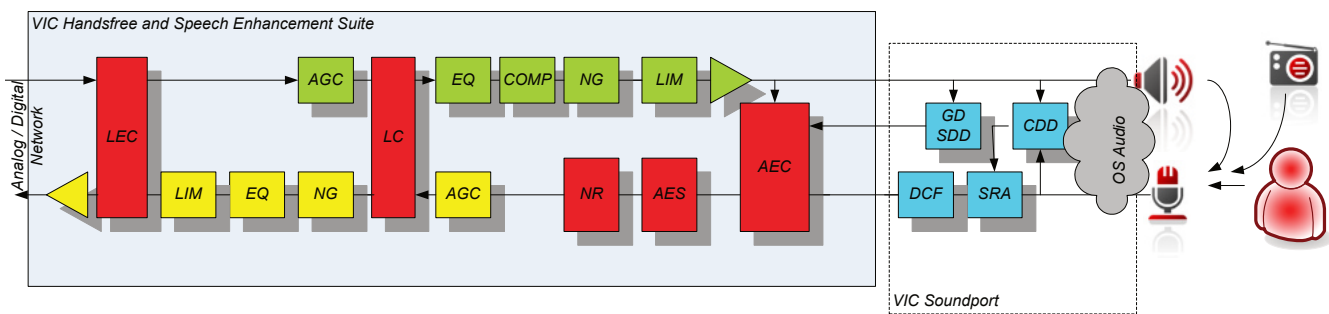 VIC Handsfree and Speech Enhancement Suite
Analog / Digital
Network
LEC
AGC
LC
EQ
COMP
NG
LIM
AEC
GD
SDD
CDD
OS Audio
LIM
EQ
NG
AGC
NR
AES
DCF
SRA
VIC Soundport